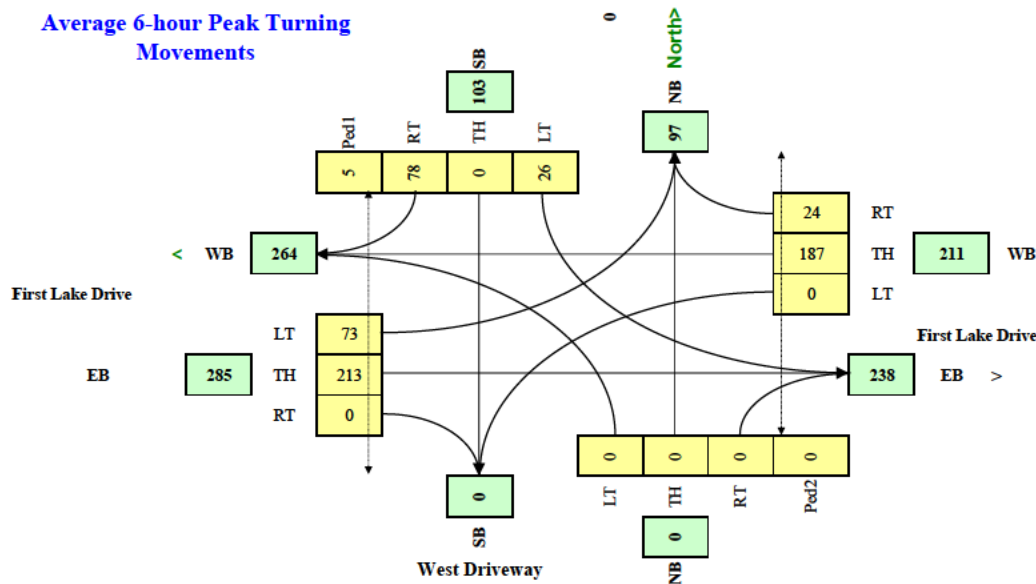 Average 6-hour Peak Turning
Movements
0
North>
SB
NB
103
97
Ped1
RT
TH
LT
5
78
0
26
24
RT
< WB
264
187
TH
211
WB
0
LT
First Lake Drive
LT
73
First Lake Drive
EB
285
TH
213
238
EB >
RT
0
0
0
0
0
0
LT
TH
RT
Ped2
SB
0
West Driveway
NB